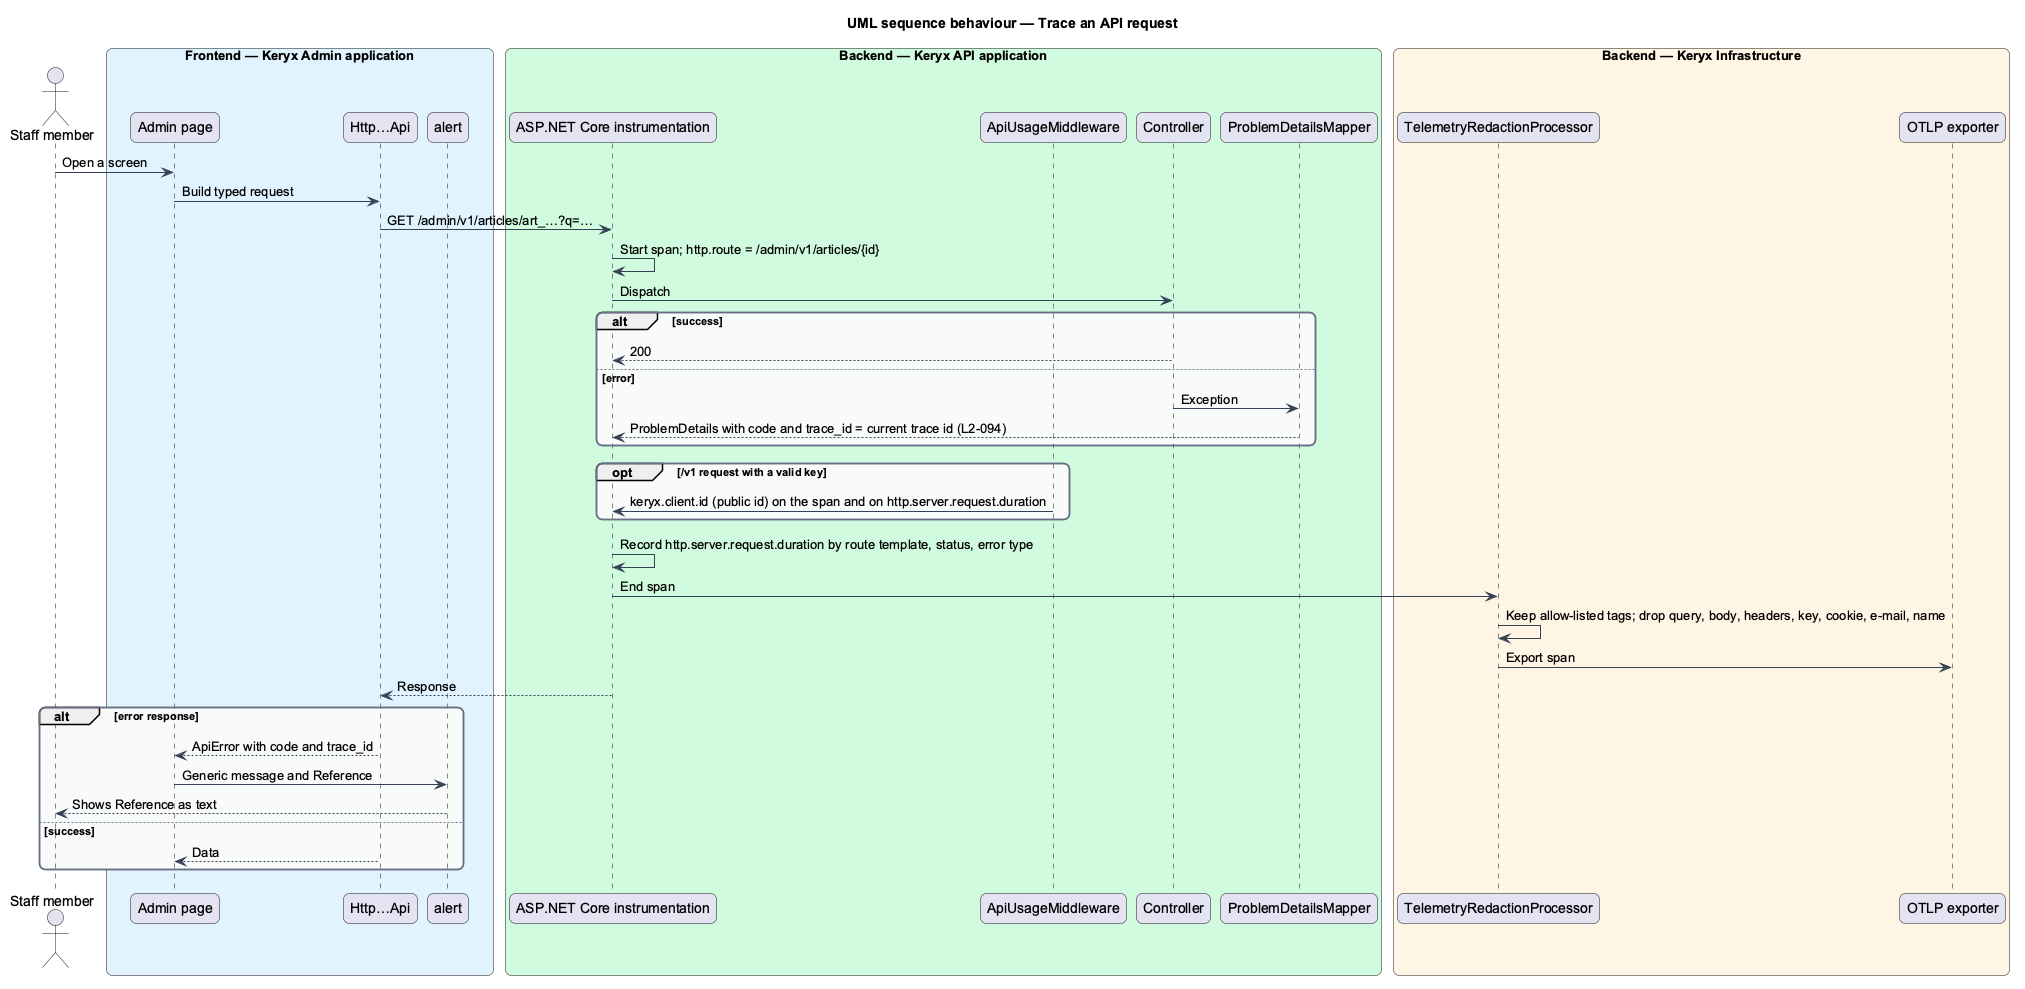 UML sequence behaviour — Trace an API request
Frontend — Keryx Admin application
Backend — Keryx API application
Backend — Keryx Infrastructure
Staff member
Admin page
Http…Api
alert
ASP.NET Core instrumentation
ApiUsageMiddleware
Controller
ProblemDetailsMapper
TelemetryRedactionProcessor
OTLP exporter
Open a screen
Build typed request
GET /admin/v1/articles/art_…?q=…
Start span; http.route = /admin/v1/articles/{id}
Dispatch
alt [success]
200
[error]
Exception
ProblemDetails with code and trace_id = current trace id (L2-094)
opt [/v1 request with a valid key]
keryx.client.id (public id) on the span and on http.server.request.duration
Record http.server.request.duration by route template, status, error type
End span
Keep allow-listed tags; drop query, body, headers, key, cookie, e-mail, name
Export span
Response
alt [error response]
ApiError with code and trace_id
Generic message and Reference
Shows Reference as text
[success]
Data
Staff member
Admin page
Http…Api
alert
ASP.NET Core instrumentation
ApiUsageMiddleware
Controller
ProblemDetailsMapper
TelemetryRedactionProcessor
OTLP exporter